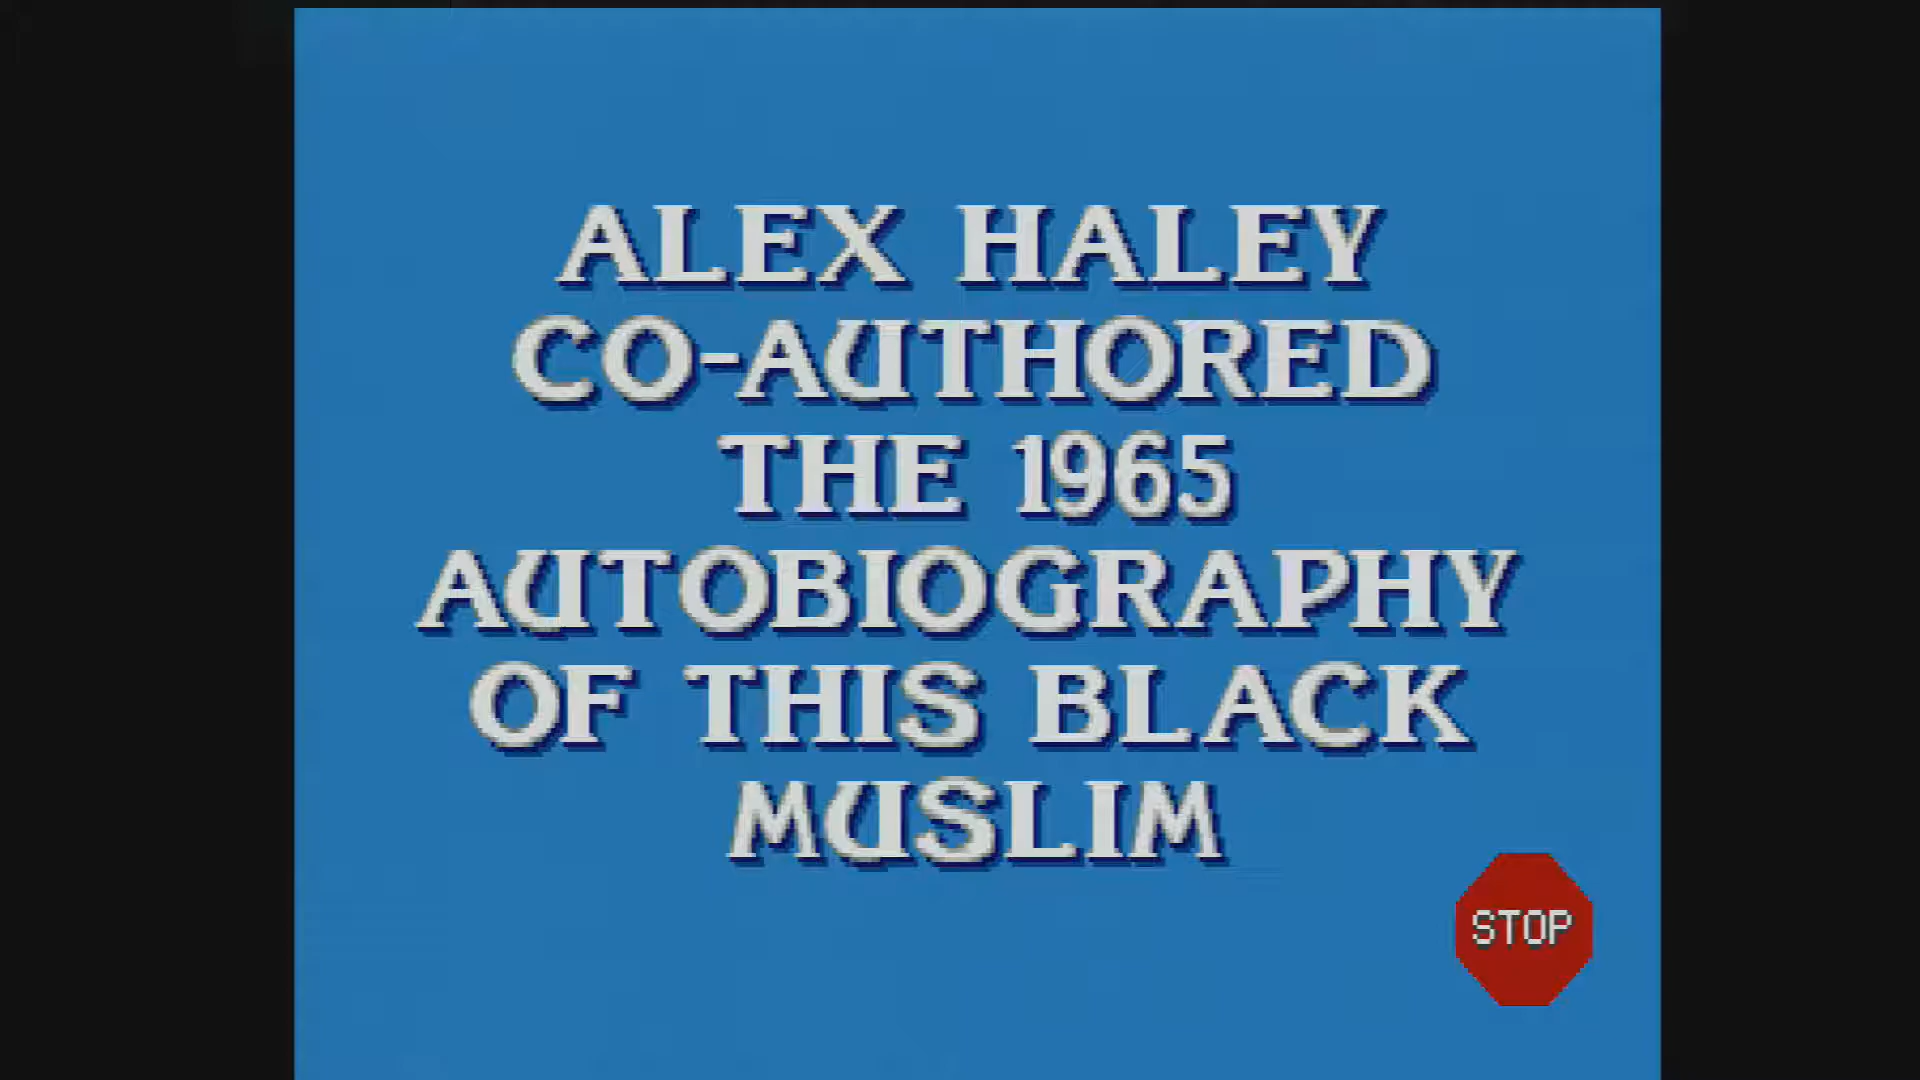 ALEX HALEY
CO-AUTHORED
THE 1965
AUTOBIOGRAPHY
OF THIS BLACK
MUSLIM
STOP